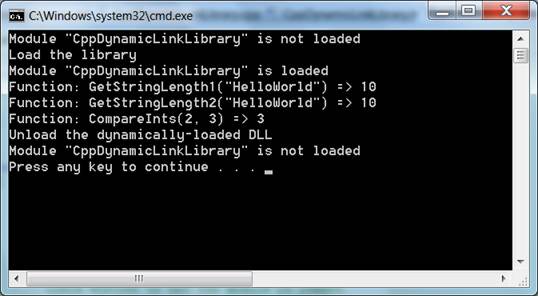 C:\Windows\system32\cmd.exe
Module "CppDynamicLinkLibrary" is not loaded
Load the library
Module "CppDynamicLinkLibrary" is loaded
Function: GetStringLength1("HelloWorld") => 10
Function: GetStringLength2("HelloWorld") => 10
Function: CompareInts(2, 3) => 3
Unload the dynamically-loaded DLL
Module "CppDynamicLinkLibrary" is not loaded
Press any key to continue . . .